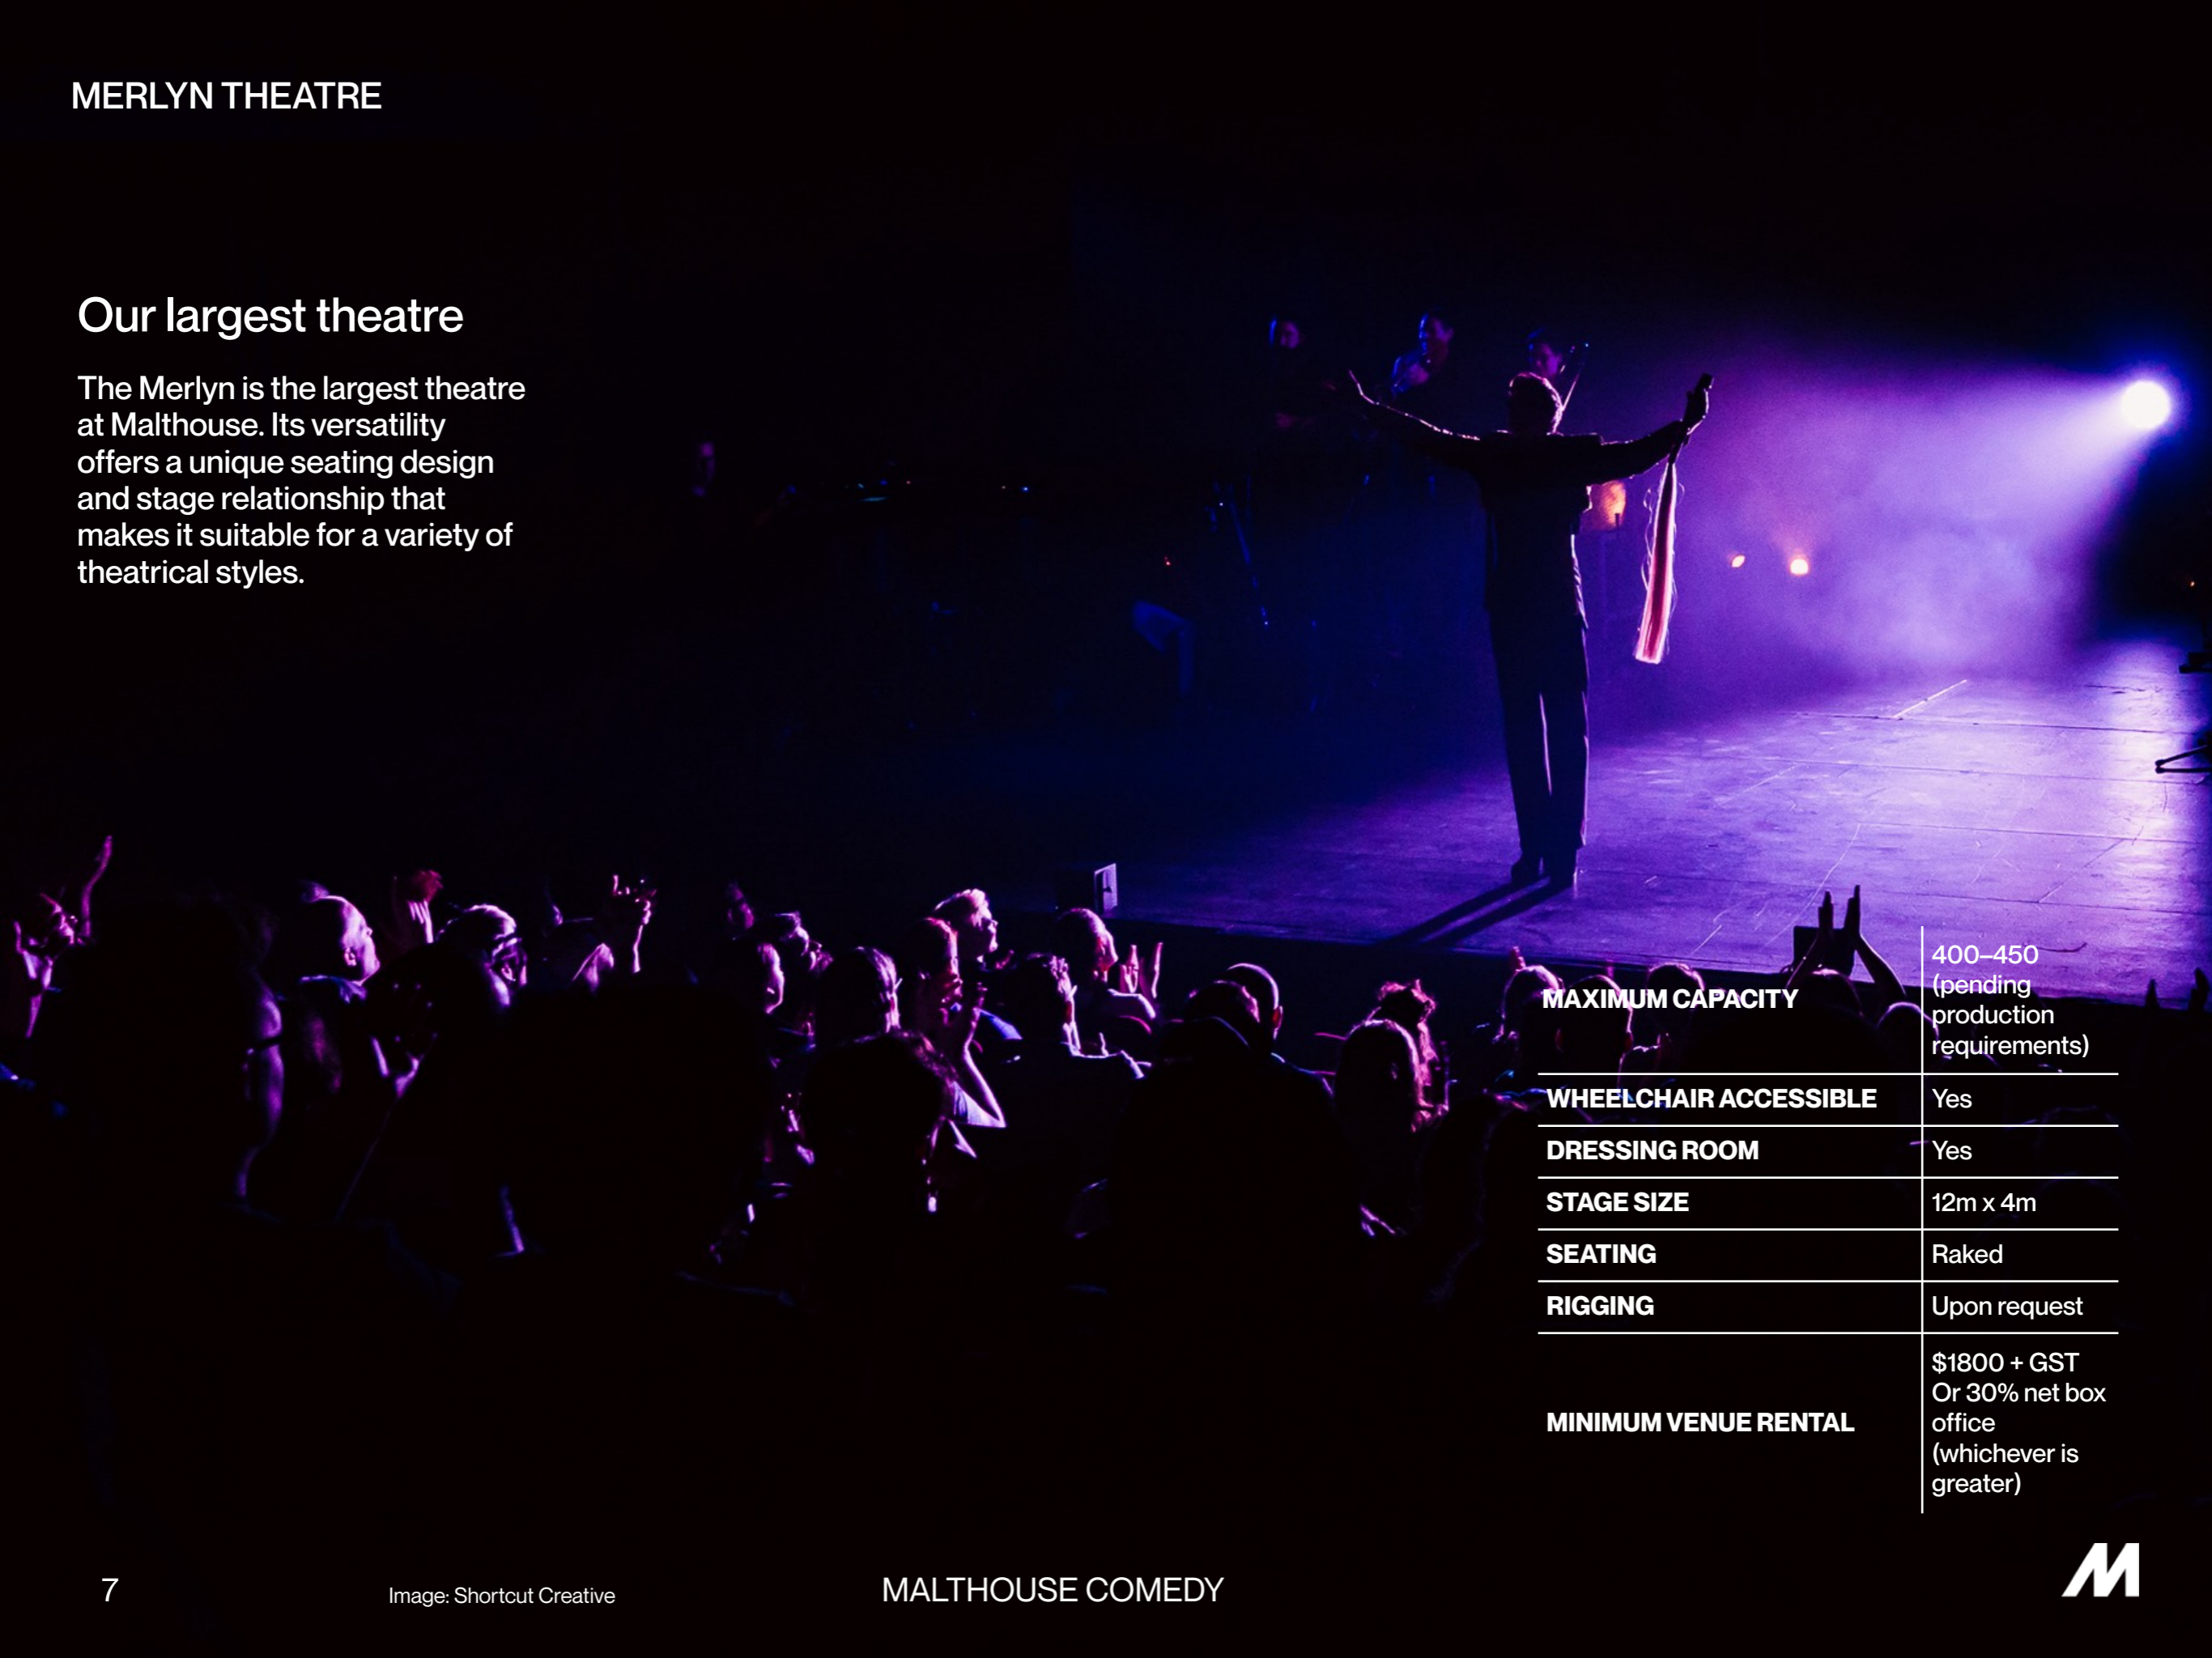 MERLYN THEATRE
Our largest theatre
The Merlyn is the largest theatre
at Malthouse. Its versatility
offers a unique seating design
and stage relationship that
makes it suitable for a variety of
theatrical styles.
MAXIMUM CAPACITY
400–450
(pending
production
requirements)
WHEELCHAIR ACCESSIBLE
Yes
DRESSING ROOM
Yes
STAGE SIZE
12m x 4m
SEATING
Raked
RIGGING
Upon request
MINIMUM VENUE RENTAL
$1800 + GST
Or 30% net box
office
(whichever is
greater)
7
Image: Shortcut Creative
MALTHOUSE COMEDY
M